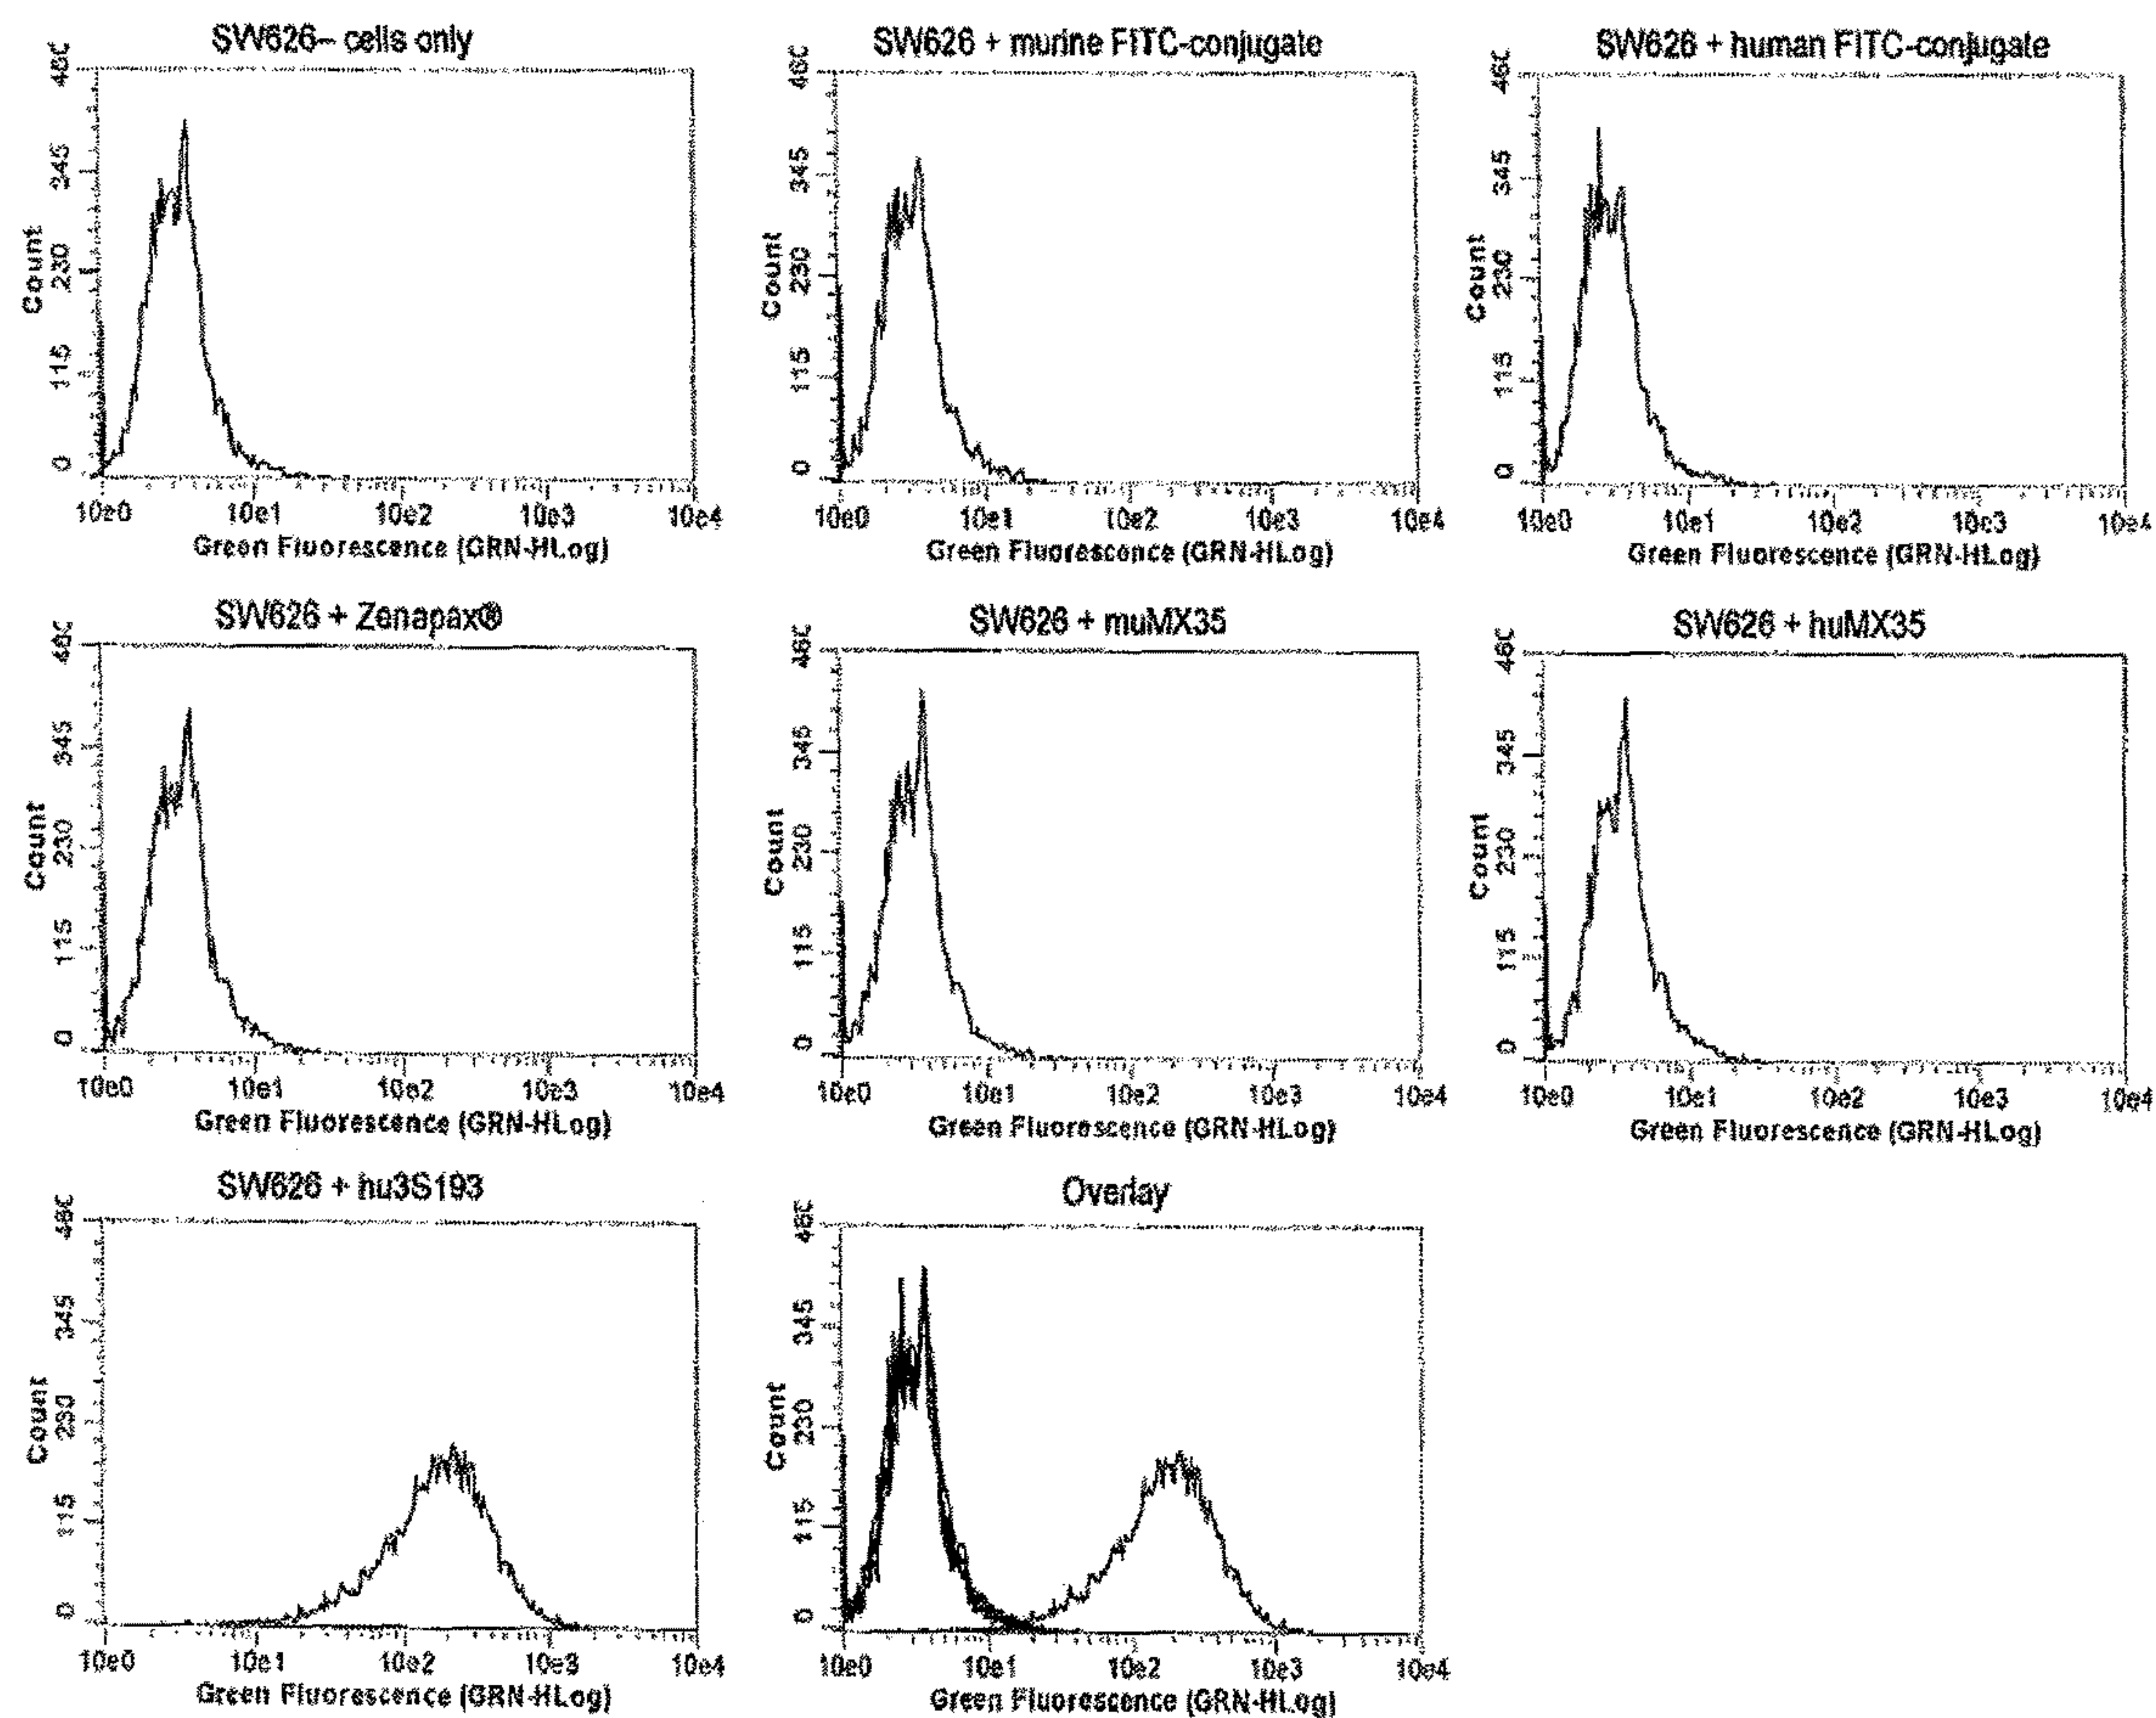 SW626– cells only
460
345
230
115
0
Count
10e0 10e1 10e2 10e3 10e4
Green Fluorescence (GRN-HLog)
SW626 + murine FITC-conjugate
460
345
230
115
0
Count
10e0 10e1 10e2 10e3 10e4
Green Fluorescence (GRN-HLog)
SW626 + human FITC-conjugate
460
345
230
115
0
Count
10e0 10e1 10e2 10e3 10e4
Green Fluorescence (GRN-HLog)
SW626 + Zenapax®
460
345
230
115
0
Count
10e0 10e1 10e2 10e3 10e4
Green Fluorescence (GRN-HLog)
SW626 + muMX35
460
345
230
115
0
Count
10e0 10e1 10e2 10e3 10e4
Green Fluorescence (GRN-HLog)
SW626 + huMX35
460
345
230
115
0
Count
10e0 10e1 10e2 10e3 10e4
Green Fluorescence (GRN-HLog)
SW626 + hu3S193
460
345
230
115
0
Count
10e0 10e1 10e2 10e3 10e4
Green Fluorescence (GRN-HLog)
Overlay
460
345
230
115
0
Count
10e0 10e1 10e2 10e3 10e4
Green Fluorescence (GRN-HLog)